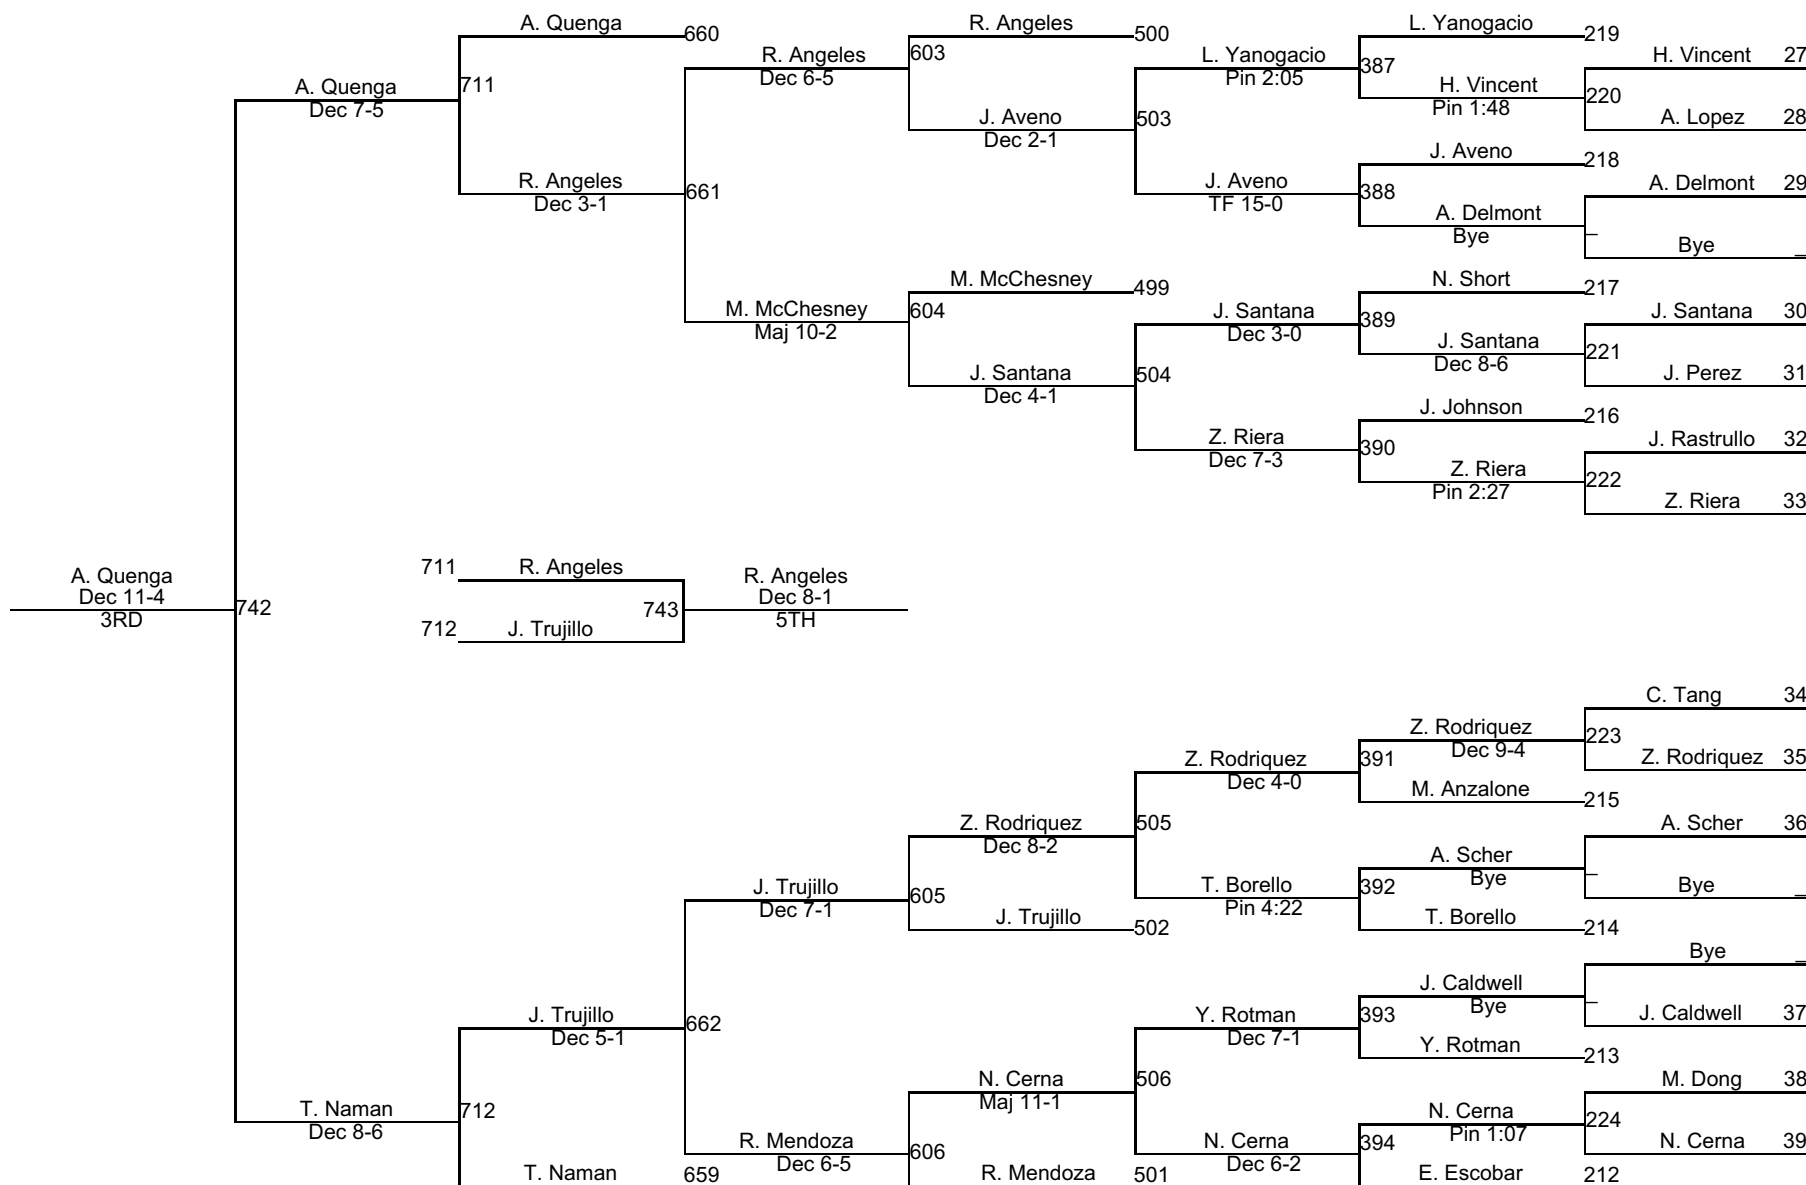 A. Quenga
R. Angeles
L. Yanogacio
660
500
219
R. Angeles
603
L. Yanogacio
387
H. Vincent 27
Dec 6-5
Pin 2:05
A. Quenga
711
H. Vincent
220
Dec 7-5
Pin 1:48
J. Aveno
503
A. Lopez 28
Dec 2-1
J. Aveno
218
R. Angeles
661
J. Aveno
388
A. Delmont 29
Dec 3-1
TF 15-0
A. Delmont
Bye
_
Bye _
M. McChesney
499
N. Short
217
M. McChesney
604
J. Santana
389
J. Santana 30
Maj 10-2
Dec 3-0
J. Santana
221
Dec 8-6
J. Santana
504
J. Perez 31
Dec 4-1
J. Johnson
216
Z. Riera
390
J. Rastrullo 32
Dec 7-3
Z. Riera
222
Pin 2:27
Z. Riera 33
711 R. Angeles
A. Quenga
R. Angeles
Dec 11-4
742
743
Dec 8-1
3RD
5TH
712 J. Trujillo
C. Tang 34
Z. Rodriquez
223
Dec 9-4
Z. Rodriquez
391
Z. Rodriquez 35
Dec 4-0
M. Anzalone
215
Z. Rodriquez
505
A. Scher 36
Dec 8-2
A. Scher
Bye
_
J. Trujillo
605
T. Borello
392
Bye _
Dec 7-1
Pin 4:22
J. Trujillo
502
T. Borello
214
Bye _
J. Caldwell
Bye
_
J. Trujillo
662
Y. Rotman
393
J. Caldwell 37
Dec 5-1
Dec 7-1
Y. Rotman
213
N. Cerna
506
M. Dong 38
Maj 11-1
T. Naman
712
N. Cerna
224
Dec 8-6
Pin 1:07
R. Mendoza
606
N. Cerna
394
N. Cerna 39
Dec 6-5
Dec 6-2
T. Naman
659
R. Mendoza
501
E. Escobar
212